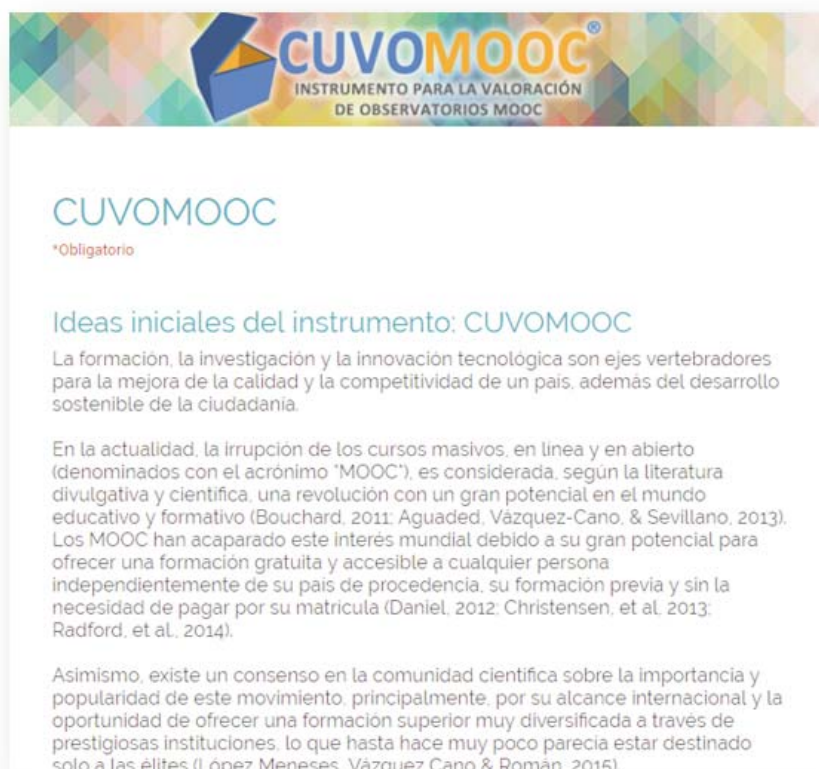 CUVOMOOC®
INSTRUMENTO PARA LA VALORACIÓN
DE OBSERVATORIOS MOOC
CUVOMOOC
*Obligatorio
Ideas iniciales del instrumento: CUVOMOOC
La formación, la investigación y la innovación tecnológica son ejes vertebradores
para la mejora de la calidad y la competitividad de un país, además del desarrollo
sostenible de la ciudadanía.
En la actualidad, la irrupción de los cursos masivos, en línea y en abierto
(denominados con el acrónimo "MOOC"), es considerada, según la literatura
divulgativa y científica, una revolución con un gran potencial en el mundo
educativo y formativo (Bouchard, 2011; Aguaded, Vázquez-Cano, & Sevillano, 2013).
Los MOOC han acaparado este interés mundial debido a su gran potencial para
ofrecer una formación gratuita y accesible a cualquier persona
independientemente de su país de procedencia, su formación previa y sin la
necesidad de pagar por su matrícula (Daniel, 2012; Christensen, et al, 2013;
Radford, et al., 2014).
Asimismo, existe un consenso en la comunidad científica sobre la importancia y
popularidad de este movimiento, principalmente, por su alcance internacional y la
oportunidad de ofrecer una formación superior muy diversificada a través de
prestigiosas instituciones, lo que hasta hace muy poco parecía estar destinado
solo a las élites (López Meneses, Vázquez Cano & Román, 2015).